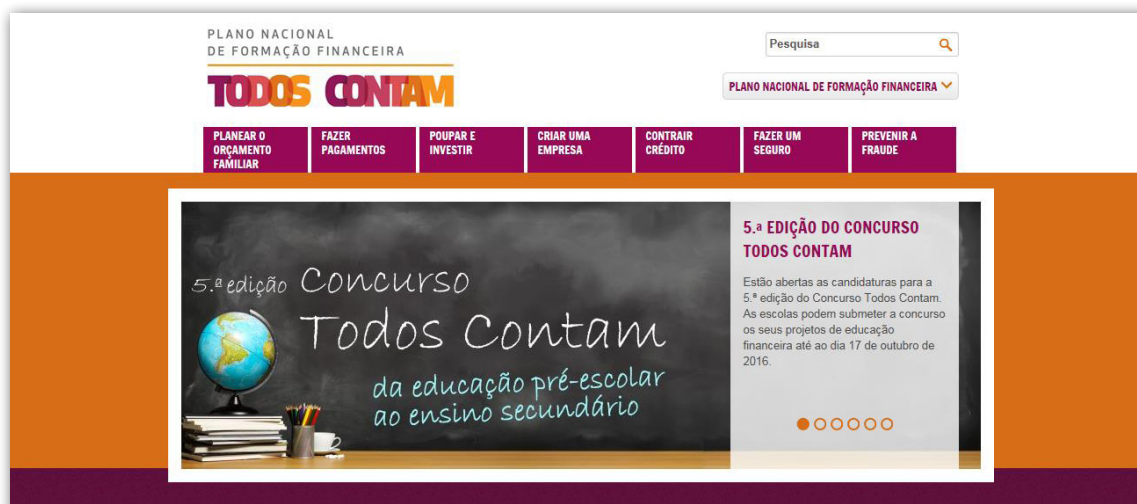 PLANO NACIONAL
DE FORMAÇÃO FINANCEIRA
TODOS CONTAM
Pesquisa
PLANO NACIONAL DE FORMAÇÃO FINANCEIRA
PLANEAR O
ORÇAMENTO
FAMILIAR
FAZER
PAGAMENTOS
POUPAR E
INVESTIR
CRIAR UMA
EMPRESA
CONTRAIR
CRÉDITO
FAZER UM
SEGURO
PREVENIR A
FRAUDE
5.ª edição Concurso
Todos Contam
da educação pré-escolar
ao ensino secundário
5.ª EDIÇÃO DO CONCURSO
TODOS CONTAM
Estão abertas as candidaturas para a
5.ª edição do Concurso Todos Contam.
As escolas podem submeter a concurso
os seus projetos de educação
financeira até ao dia 17 de outubro de
2016.